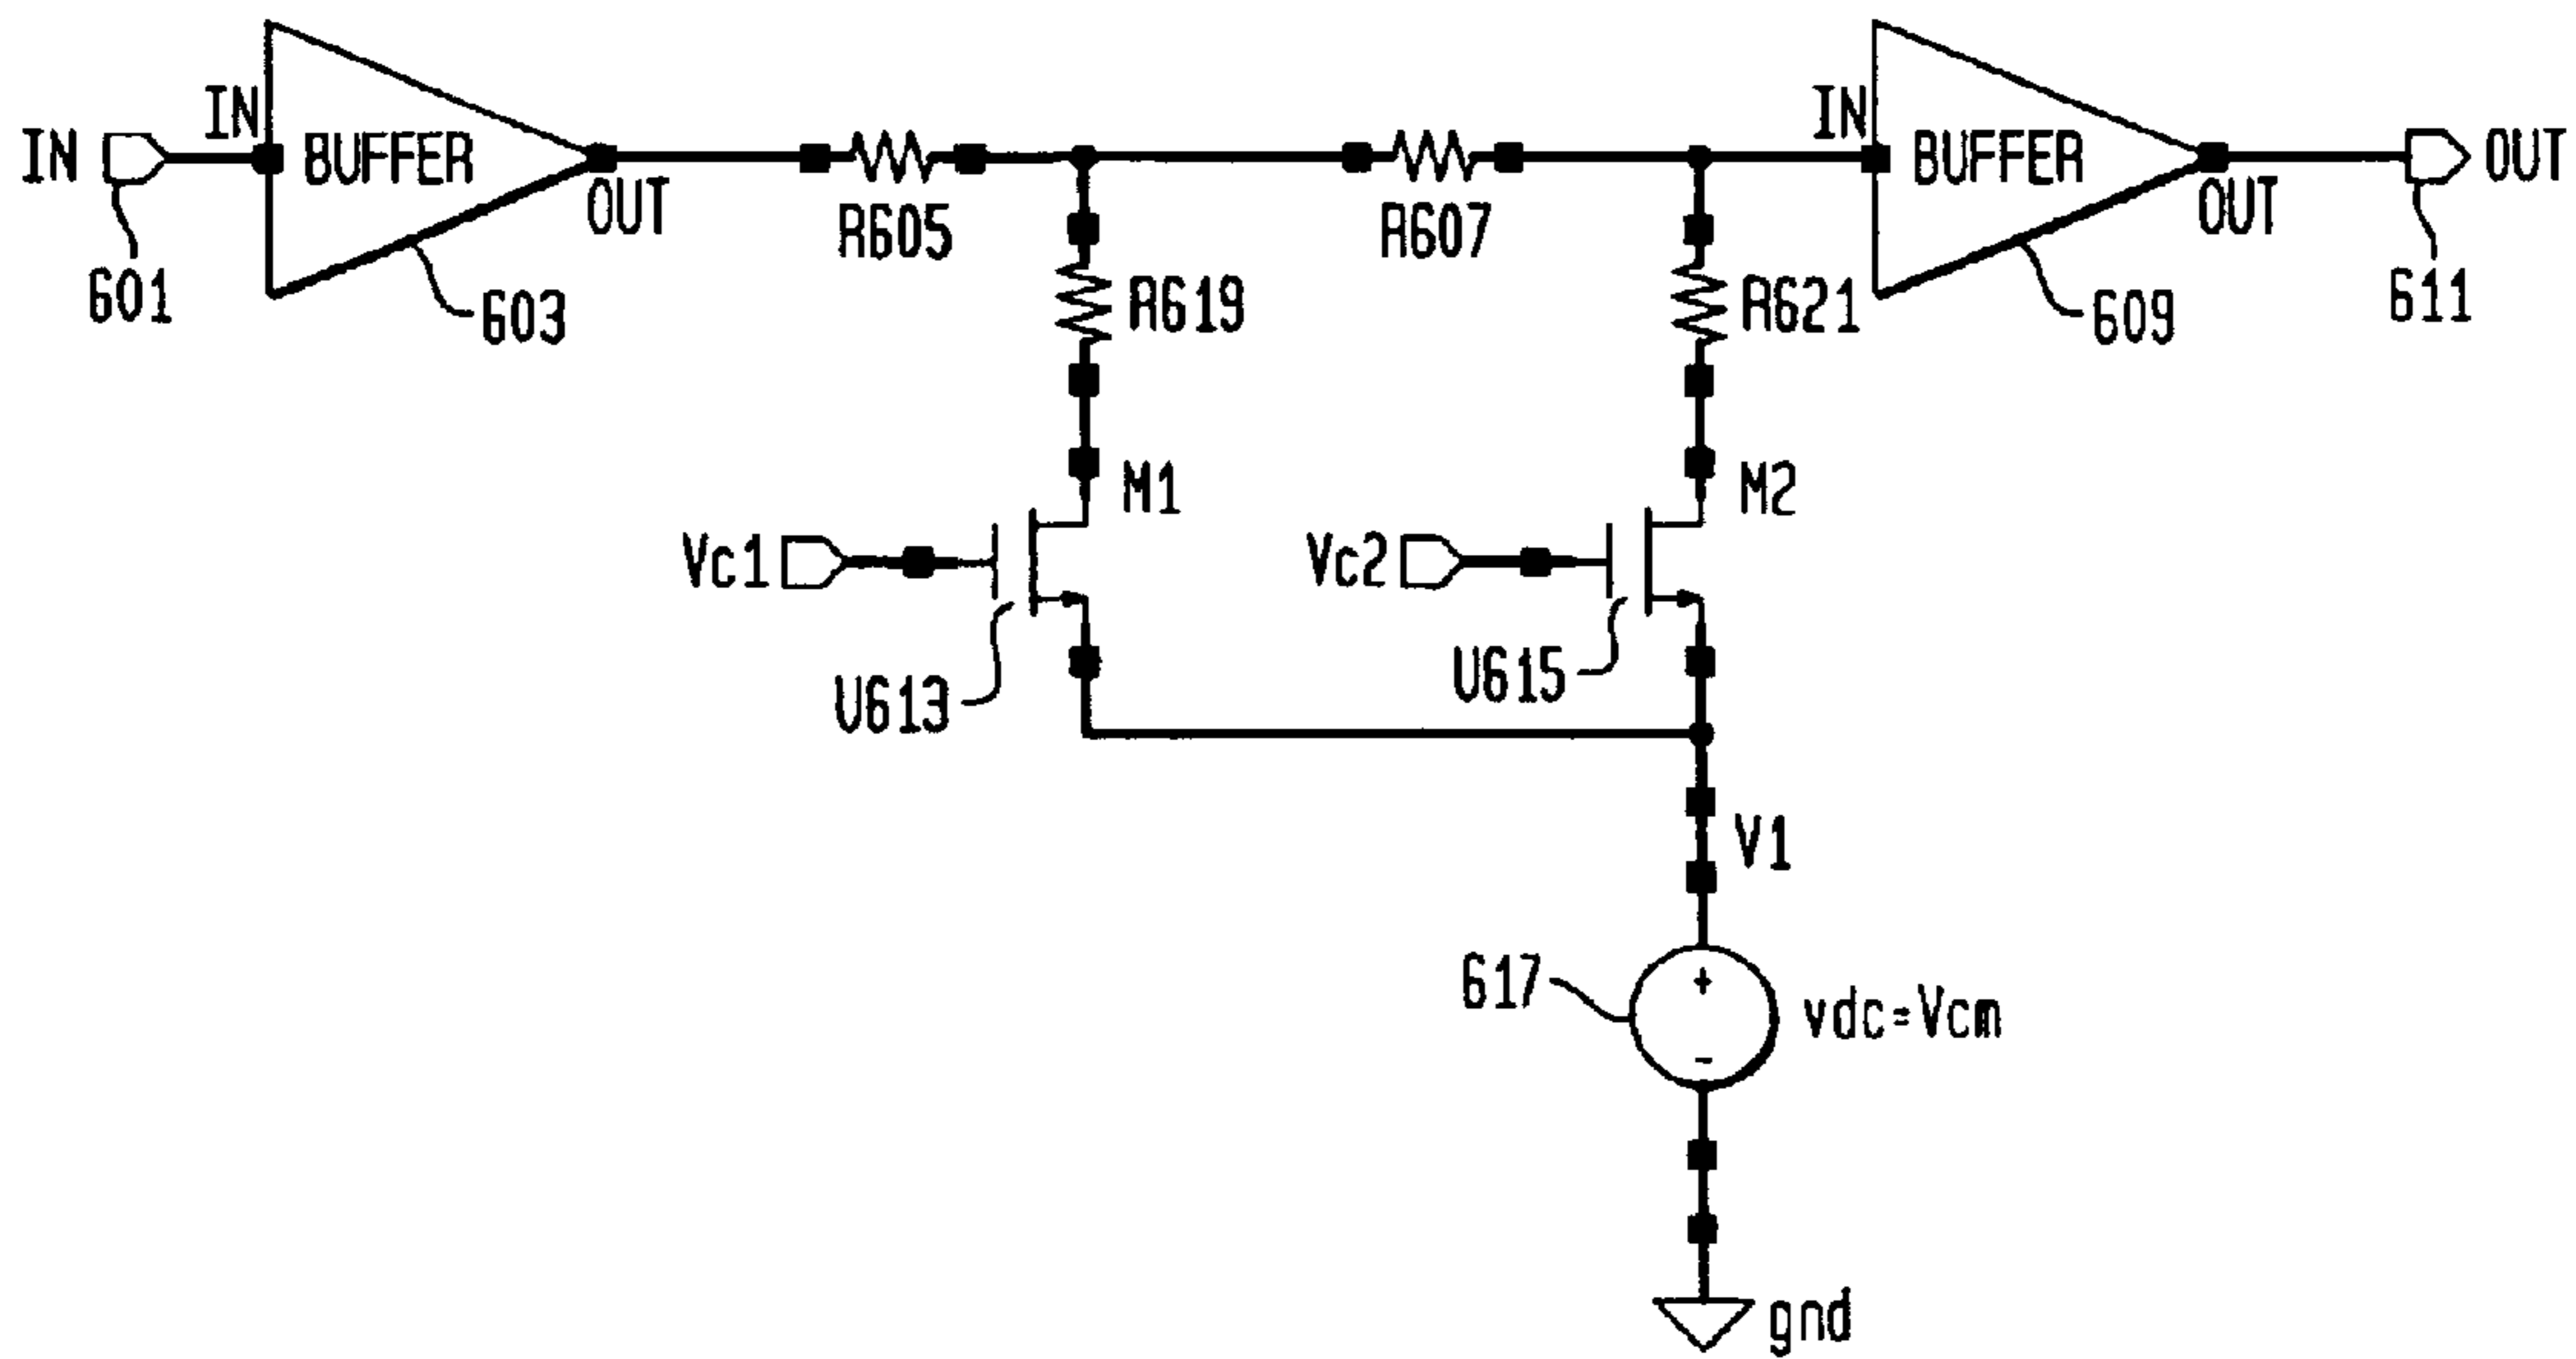 IN
601
IN
BUFFER
OUT
603
R605
R607
R619
R621
IN
BUFFER
OUT
609
OUT
611
M1
M2
Vc1
Vc2
U613
U615
V1
617
+
-
vdc=Vcm
gnd